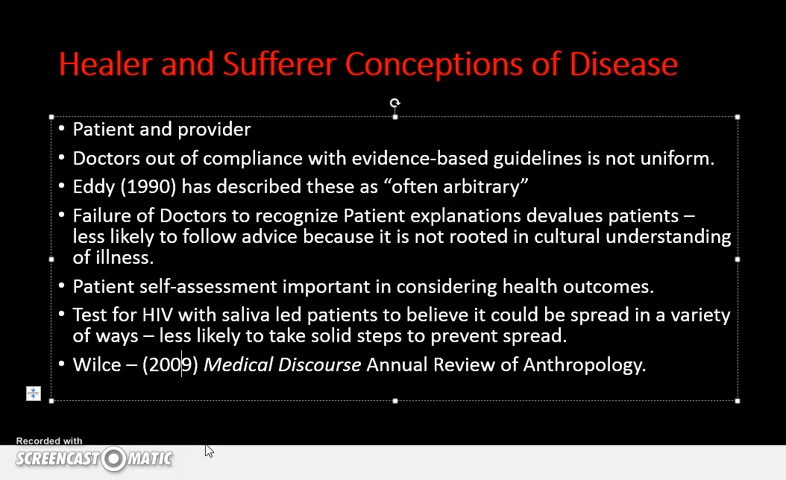 Healer and Sufferer Conceptions of Disease
• Patient and provider
• Doctors out of compliance with evidence-based guidelines is not uniform.
• Eddy (1990) has described these as “often arbitrary”
• Failure of Doctors to recognize Patient explanations devalues patients –
less likely to follow advice because it is not rooted in cultural understanding
of illness.
• Patient self-assessment important in considering health outcomes.
• Test for HIV with saliva led patients to believe it could be spread in a variety
of ways – less likely to take solid steps to prevent spread.
• Wilce – (2009) Medical Discourse Annual Review of Anthropology.
Recorded with
SCREENCAST MATIC